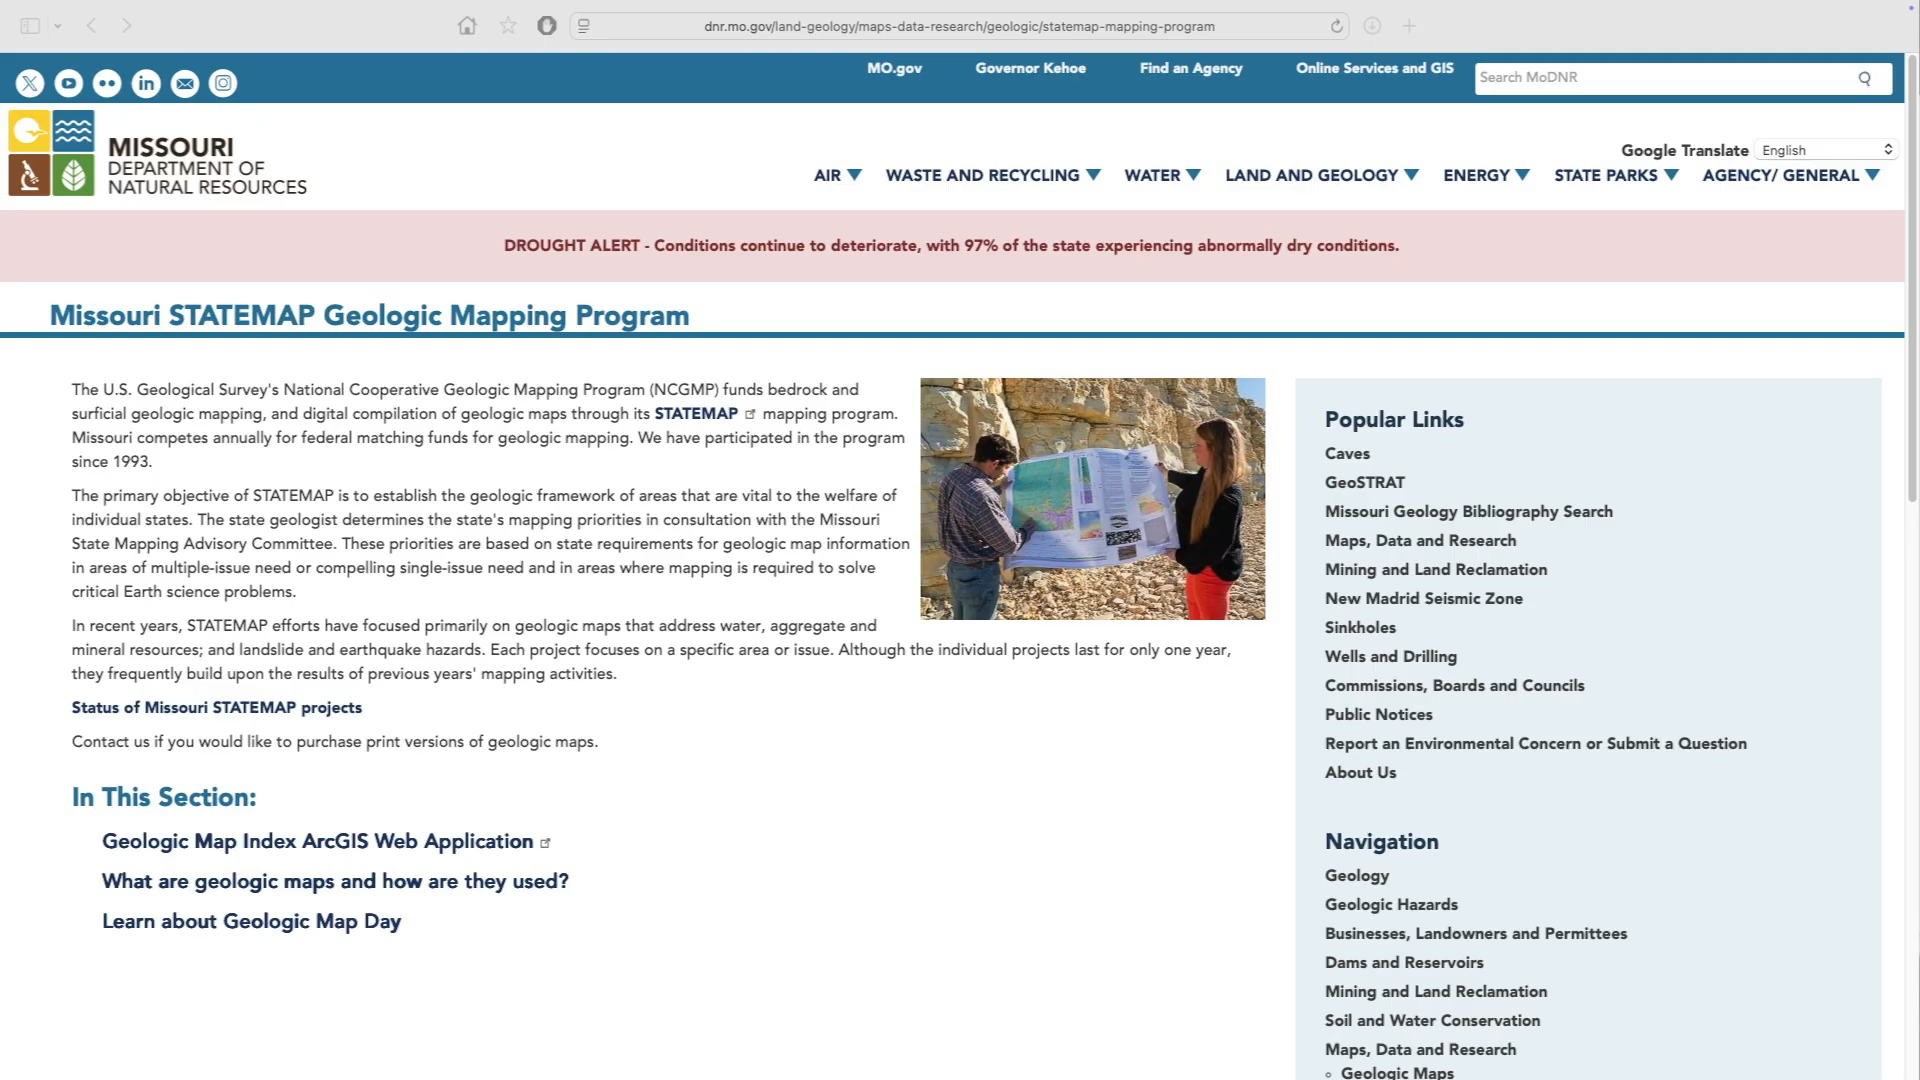 dnr.mo.gov/land-geology/maps-data-research/geologic/statemap-mapping-program
MO.gov
Governor Kehoe
Find an Agency
Online Services and GIS
Search MoDNR
MISSOURI
DEPARTMENT OF
NATURAL RESOURCES
Google Translate
English
AIR
WASTE AND RECYCLING
WATER
LAND AND GEOLOGY
ENERGY
STATE PARKS
AGENCY/ GENERAL
DROUGHT ALERT - Conditions continue to deteriorate, with 97% of the state experiencing abnormally dry conditions.
Missouri STATEMAP Geologic Mapping Program
The U.S. Geological Survey's National Cooperative Geologic Mapping Program (NCGMP) funds bedrock and
surficial geologic mapping, and digital compilation of geologic maps through its STATEMAP mapping program.
Missouri competes annually for federal matching funds for geologic mapping. We have participated in the program
since 1993.
The primary objective of STATEMAP is to establish the geologic framework of areas that are vital to the welfare of
individual states. The state geologist determines the state's mapping priorities in consultation with the Missouri
State Mapping Advisory Committee. These priorities are based on state requirements for geologic map information
in areas of multiple-issue need or compelling single-issue need and in areas where mapping is required to solve
critical Earth science problems.
In recent years, STATEMAP efforts have focused primarily on geologic maps that address water, aggregate and
mineral resources; and landslide and earthquake hazards. Each project focuses on a specific area or issue. Although the individual projects last for only one year,
they frequently build upon the results of previous years' mapping activities.
Status of Missouri STATEMAP projects
Contact us if you would like to purchase print versions of geologic maps.
In This Section:
Geologic Map Index ArcGIS Web Application
What are geologic maps and how are they used?
Learn about Geologic Map Day
Popular Links
Caves
GeoSTRAT
Missouri Geology Bibliography Search
Maps, Data and Research
Mining and Land Reclamation
New Madrid Seismic Zone
Sinkholes
Wells and Drilling
Commissions, Boards and Councils
Public Notices
Report an Environmental Concern or Submit a Question
About Us
Navigation
Geology
Geologic Hazards
Businesses, Landowners and Permittees
Dams and Reservoirs
Mining and Land Reclamation
Soil and Water Conservation
Maps, Data and Research
Geologic Maps